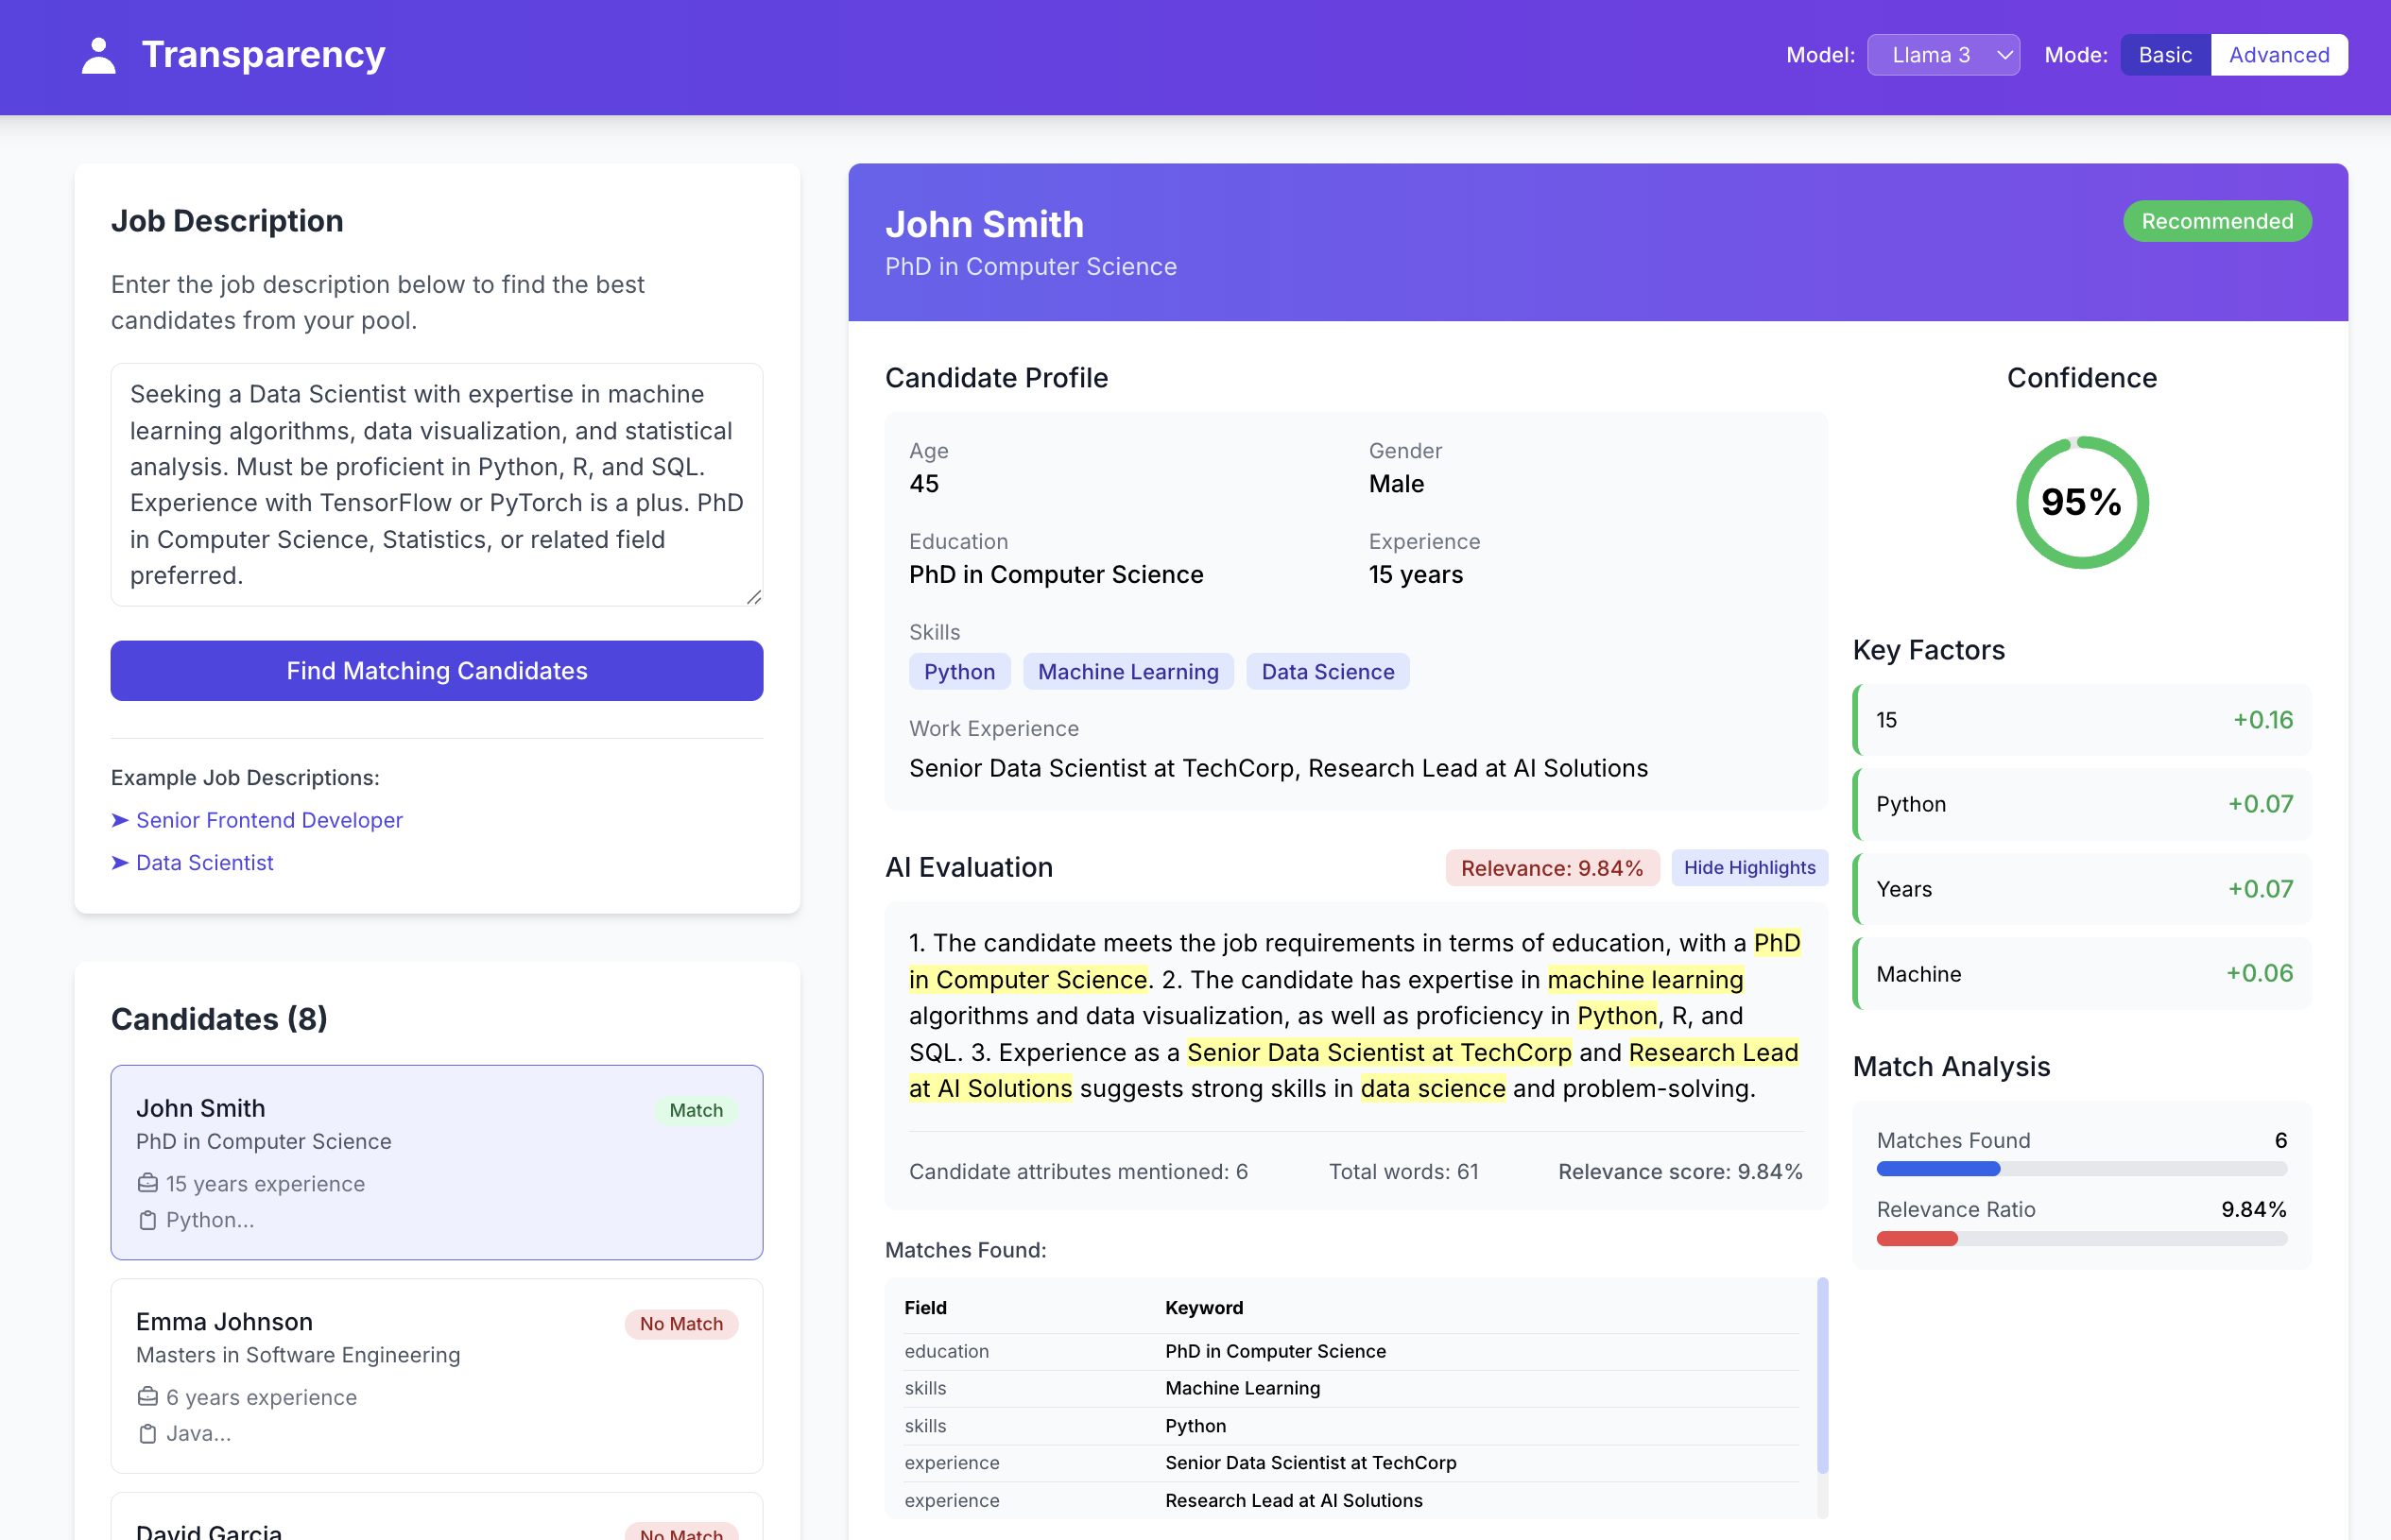 Transparency
Model: Llama 3 Mode: Basic Advanced
Job Description
Enter the job description below to find the best
candidates from your pool.
Seeking a Data Scientist with expertise in machine
learning algorithms, data visualization, and statistical
analysis. Must be proficient in Python, R, and SQL.
Experience with TensorFlow or PyTorch is a plus. PhD
in Computer Science, Statistics, or related field
preferred.
Find Matching Candidates
Example Job Descriptions:
➤ Senior Frontend Developer
➤ Data Scientist
Candidates (8)
John Smith Match
PhD in Computer Science
15 years experience
Python...
Emma Johnson No Match
Masters in Software Engineering
6 years experience
Java...
David Garcia No Match
John Smith Recommended
PhD in Computer Science
Candidate Profile
Age Gender
45 Male
Education Experience
PhD in Computer Science 15 years
Skills
Python Machine Learning Data Science
Work Experience
Senior Data Scientist at TechCorp, Research Lead at AI Solutions
AI Evaluation Relevance: 9.84% Hide Highlights
1. The candidate meets the job requirements in terms of education, with a PhD
in Computer Science. 2. The candidate has expertise in machine learning
algorithms and data visualization, as well as proficiency in Python, R, and
SQL. 3. Experience as a Senior Data Scientist at TechCorp and Research Lead
at AI Solutions suggests strong skills in data science and problem-solving.
Candidate attributes mentioned: 6 Total words: 61 Relevance score: 9.84%
Matches Found:
Field Keyword
education PhD in Computer Science
skills Machine Learning
skills Python
experience Senior Data Scientist at TechCorp
experience Research Lead at AI Solutions
Confidence
95%
Key Factors
15 +0.16
Python +0.07
Years +0.07
Machine +0.06
Match Analysis
Matches Found 6
Relevance Ratio 9.84%